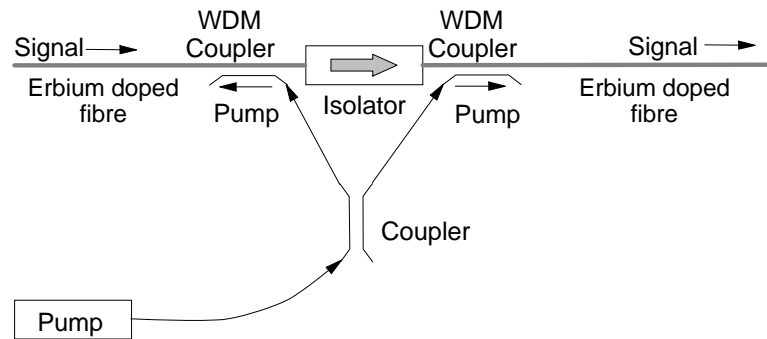 WDM
Coupler
WDM
Coupler
Signal
Signal
Erbium doped
fibre
Pump
Isolator
Pump
Erbium doped
fibre
Coupler
Pump